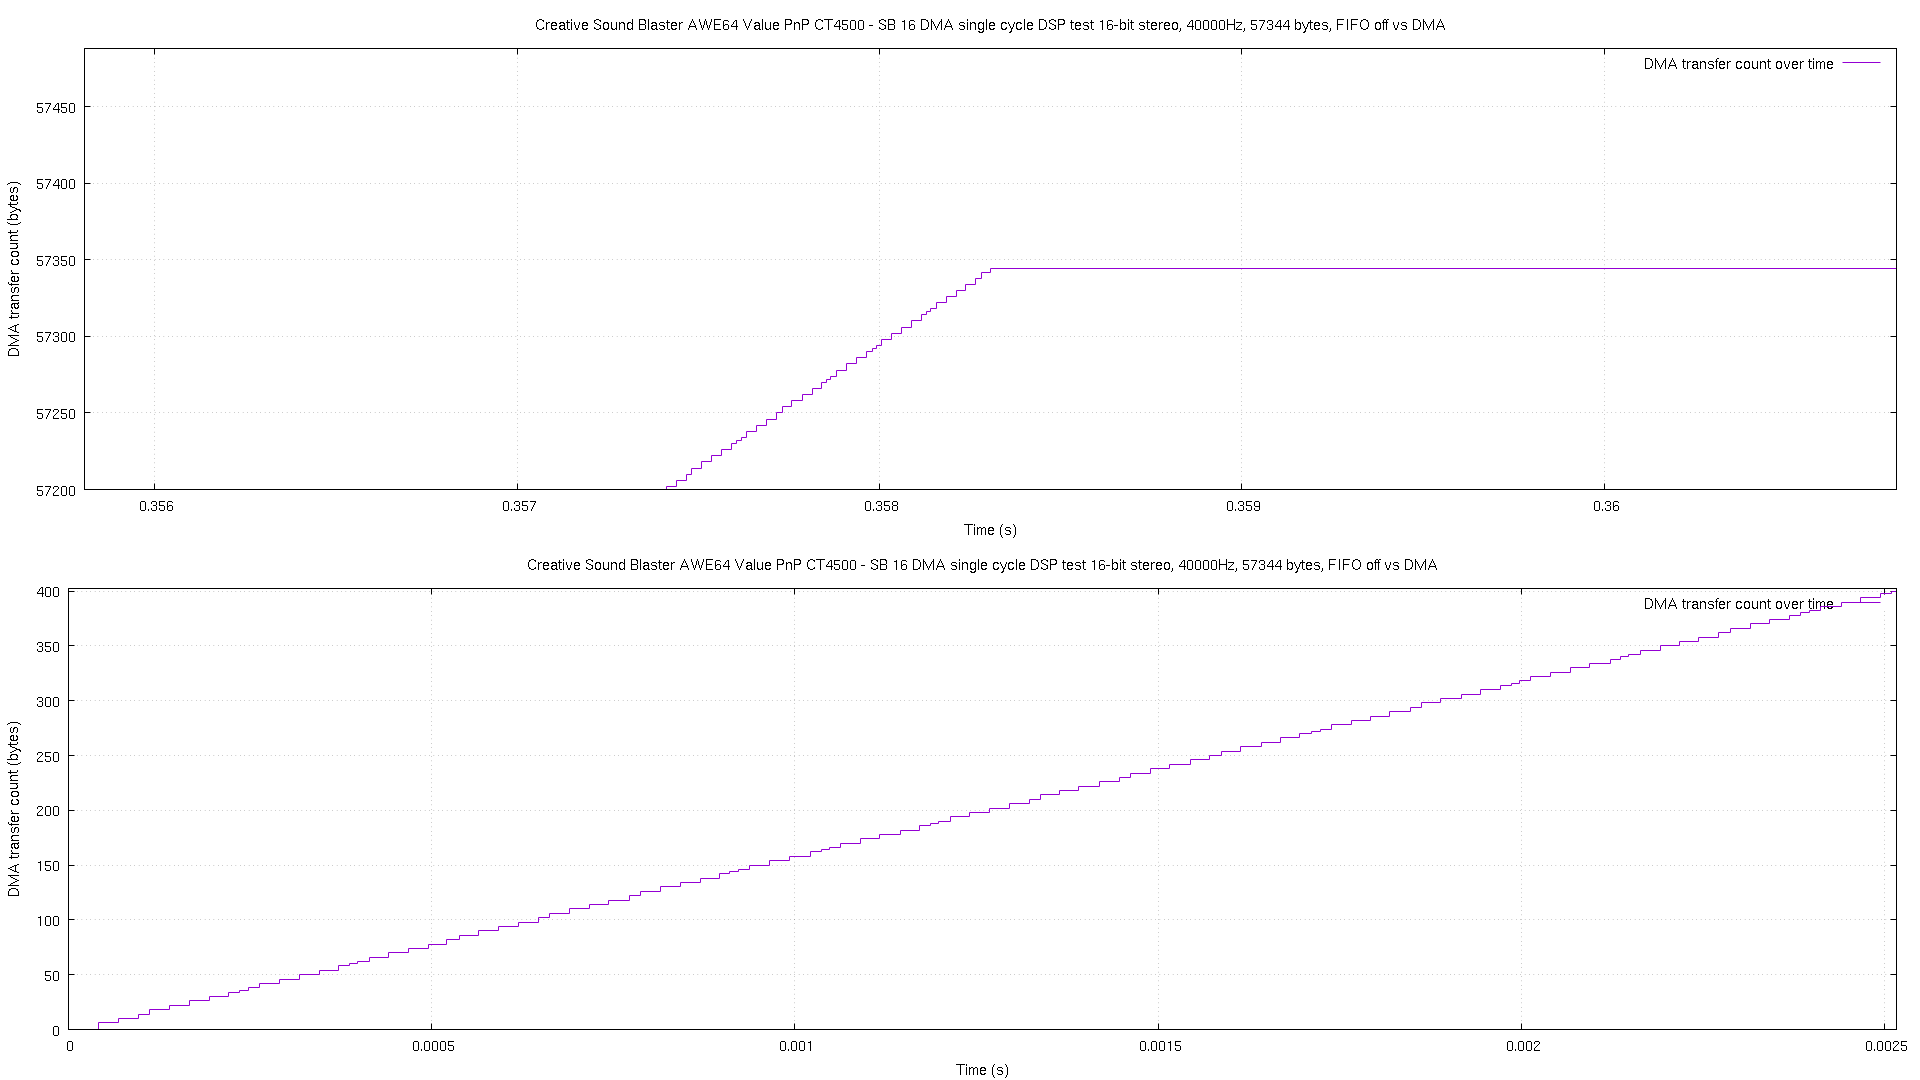 Creative Sound Blaster AWE64 Value PnP CT4500 - SB 16 DMA single cycle DSP test 16-bit stereo, 40000Hz, 57344 bytes, FIFO off vs DMA
DMA transfer count over time
57450
57400
57350
57300
57250
57200
DMA transfer count (bytes)
0.356 0.357 0.358 0.359 0.36
Time (s)
Creative Sound Blaster AWE64 Value PnP CT4500 - SB 16 DMA single cycle DSP test 16-bit stereo, 40000Hz, 57344 bytes, FIFO off vs DMA
DMA transfer count over time
400
350
300
250
200
150
100
50
0
DMA transfer count (bytes)
0 0.0005 0.001 0.0015 0.002 0.0025
Time (s)